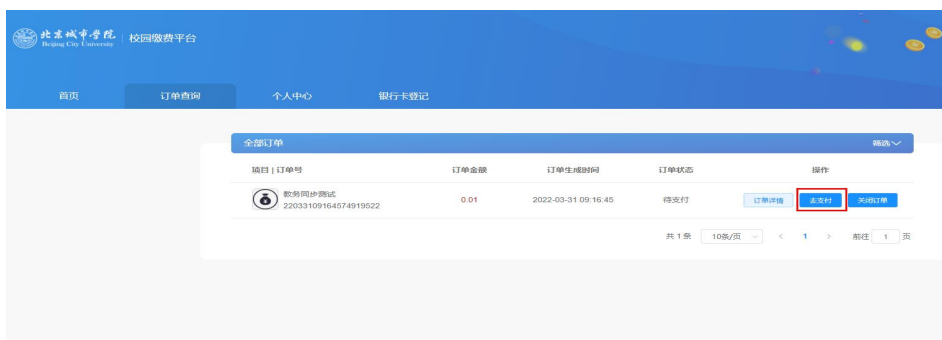 北京城市学院
Beijing City University
校园缴费平台
首页 订单查询 个人中心 银行卡登记
全部订单 筛选
项目 | 订单号 订单金额 订单生成时间 订单状态 操作
教务同步测试
22033109164574919522
0.01 2022-03-31 09:16:45 待支付 订单详情 去支付 关闭订单
共 1 条 10条/页 < 1 > 前往 1 页